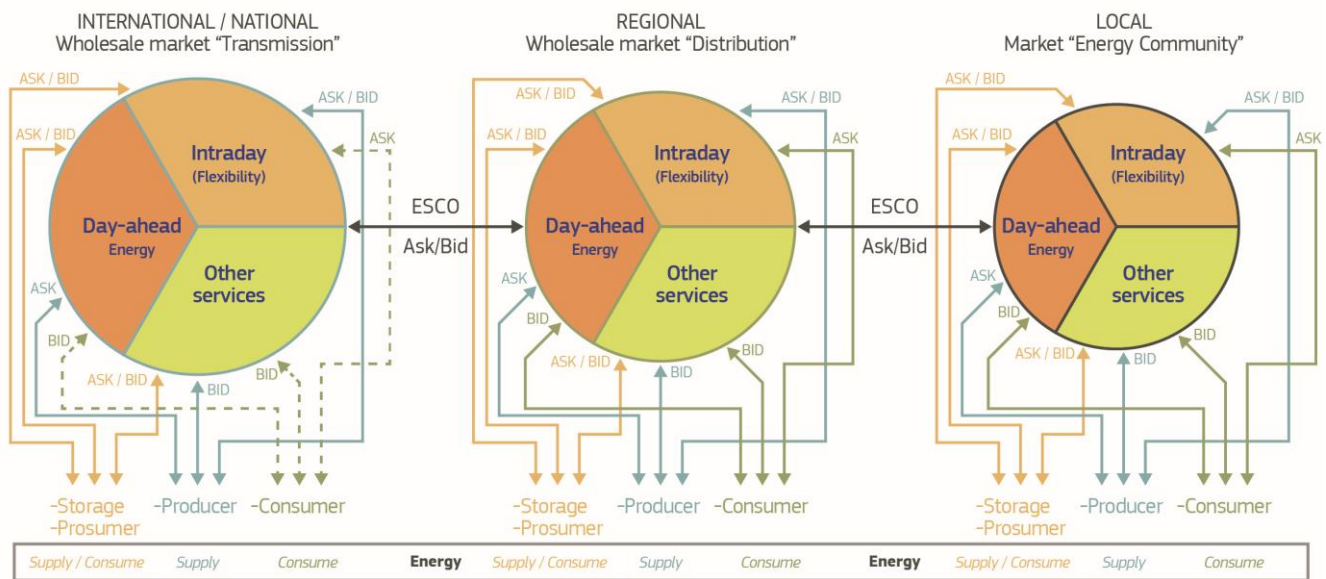 INTERNATIONAL / NATIONAL
Wholesale market “Transmission”
ASK / BID
ASK / BID
ASK / BID
ASK
Intraday
(Flexibility)
Day-ahead
Energy
Other
services
ASK
BID
ASK / BID
BID
BID
-Storage
-Prosumer
-Producer
-Consumer
ESCO
Ask/Bid
REGIONAL
Wholesale market “Distribution”
ASK / BID
ASK / BID
ASK / BID
ASK
Intraday
(Flexibility)
Day-ahead
Energy
Other
services
ASK
BID
ASK / BID
BID
BID
-Storage
-Prosumer
-Producer
-Consumer
ESCO
Ask/Bid
LOCAL
Market “Energy Community”
ASK / BID
ASK / BID
ASK / BID
ASK
Intraday
(Flexibility)
Day-ahead
Energy
Other
services
ASK
BID
ASK / BID
BID
BID
-Storage
-Prosumer
-Producer
-Consumer
Supply / Consume Supply Consume Energy Supply / Consume Supply Consume Energy Supply / Consume Supply Consume